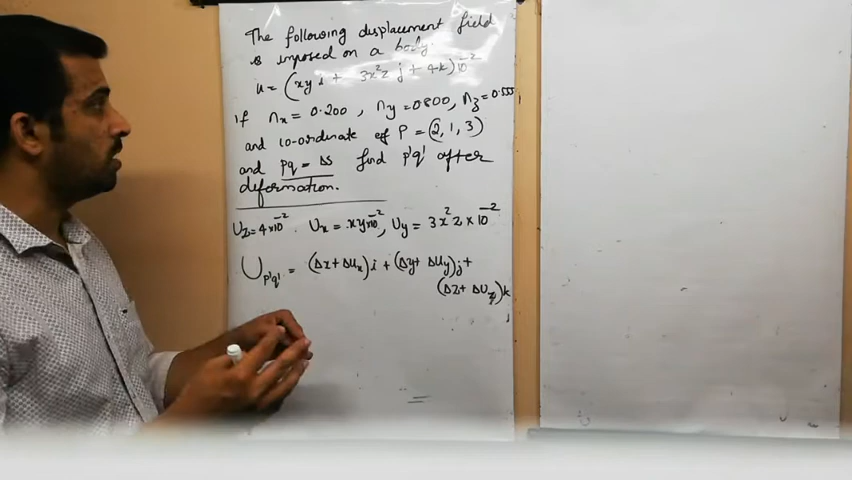 The following displacement field
is imposed on a body.
u = (xy i + 3x²z j + 4k)10⁻²
if nx = 0.200 , ny = 0.800, nz = 0.555
and co-ordinate of P = (2, 1, 3)
and pq = Δs find p'q' after
deformation.
Uz = 4×10⁻² Ux = xy×10⁻², Uy = 3x²z×10⁻²
Up'q' = (Δx + ΔUx)i + (Δy + ΔUy)j +
(Δz + ΔUz)k